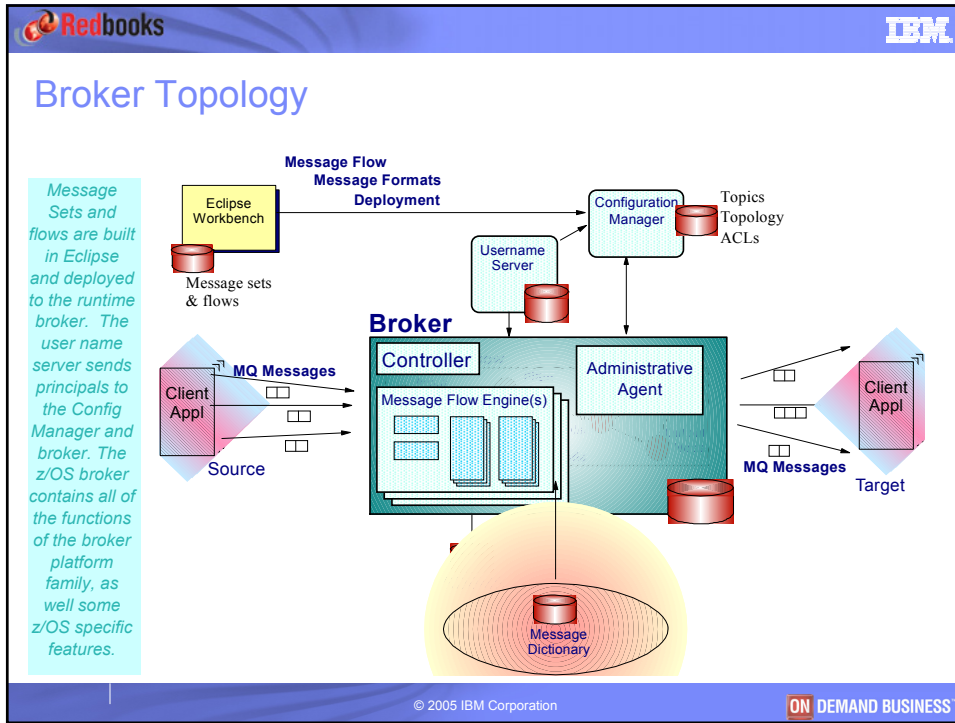 Redbooks
IBM.
Broker Topology
Message
Sets and
flows are built
in Eclipse
and deployed
to the runtime
broker. The
user name
server sends
principals to
the Config
Manager and
broker. The
z/OS broker
contains all of
the functions
of the broker
platform
family, as
well some
z/OS specific
features.
Message Flow
Message Formats
Deployment
Eclipse
Workbench
Message sets
& flows
Configuration
Manager
Topics
Topology
ACLs
Username
Server
Broker
Controller
Administrative
Agent
Message Flow Engine(s)
Client
Appl
MQ Messages
Source
Client
Appl
MQ Messages
Target
Message
Dictionary
© 2005 IBM Corporation
ON DEMAND BUSINESS™